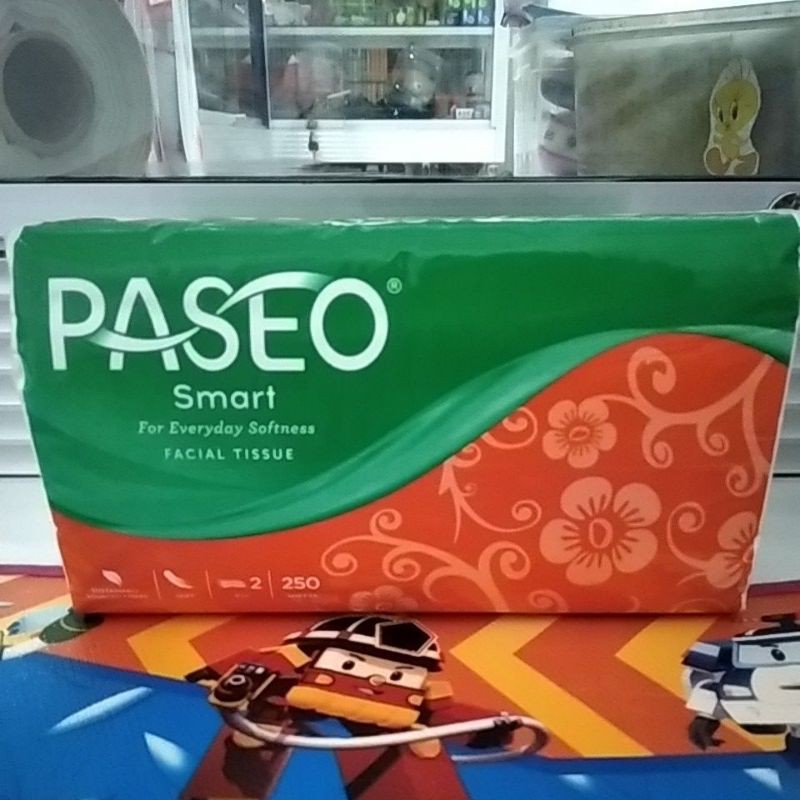 PASEO®
Smart
For Everyday Softness
FACIAL TISSUE
2 250